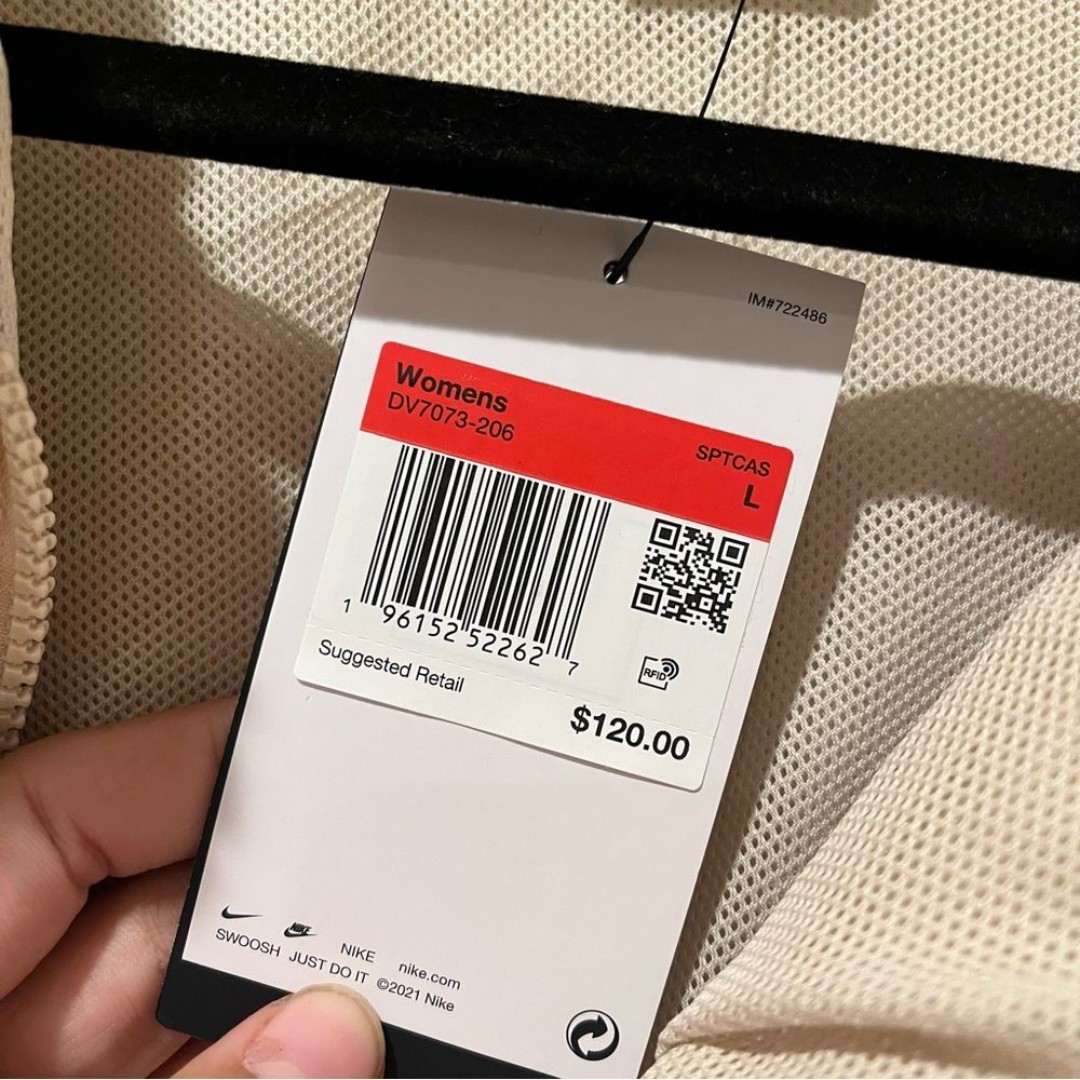 IM#722486
Womens
DV7073-206
SPTCAS
L
1 96152 52262 7
RFID
Suggested Retail
$120.00
NIKE
SWOOSH JUST DO IT NIKE nike.com
©2021 Nike